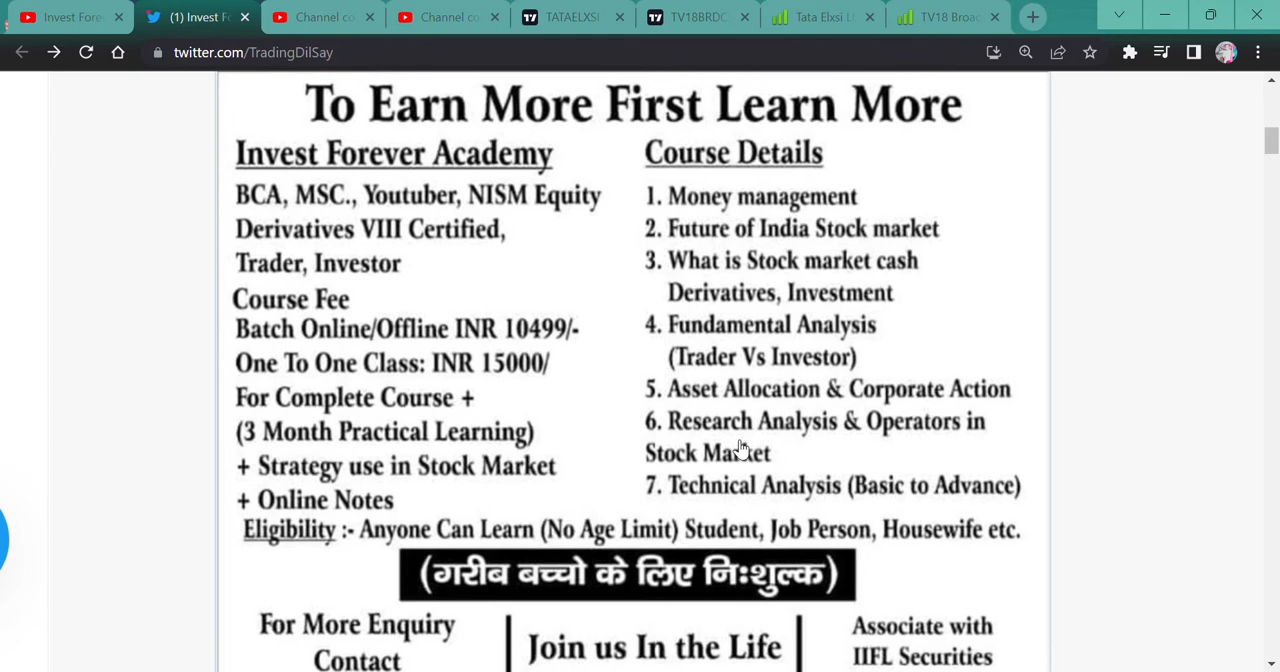 Invest Fore
(1) Invest F
Channel co
Channel co
TATAELXSI
TV18BRDC
Tata Elxsi L
TV18 Broad
twitter.com/TradingDilSay
To Earn More First Learn More
Invest Forever Academy
BCA, MSC., Youtuber, NISM Equity
Derivatives VIII Certified,
Trader, Investor
Course Fee
Batch Online/Offline INR 10499/-
One To One Class: INR 15000/
For Complete Course +
(3 Month Practical Learning)
+ Strategy use in Stock Market
+ Online Notes
Course Details
1. Money management
2. Future of India Stock market
3. What is Stock market cash
Derivatives, Investment
4. Fundamental Analysis
(Trader Vs Investor)
5. Asset Allocation & Corporate Action
6. Research Analysis & Operators in
Stock Market
7. Technical Analysis (Basic to Advance)
Eligibility :- Anyone Can Learn (No Age Limit) Student, Job Person, Housewife etc.
(गरीब बच्चो के लिए निःशुल्क)
For More Enquiry
Contact
Join us In the Life
Associate with
IIFL Securities